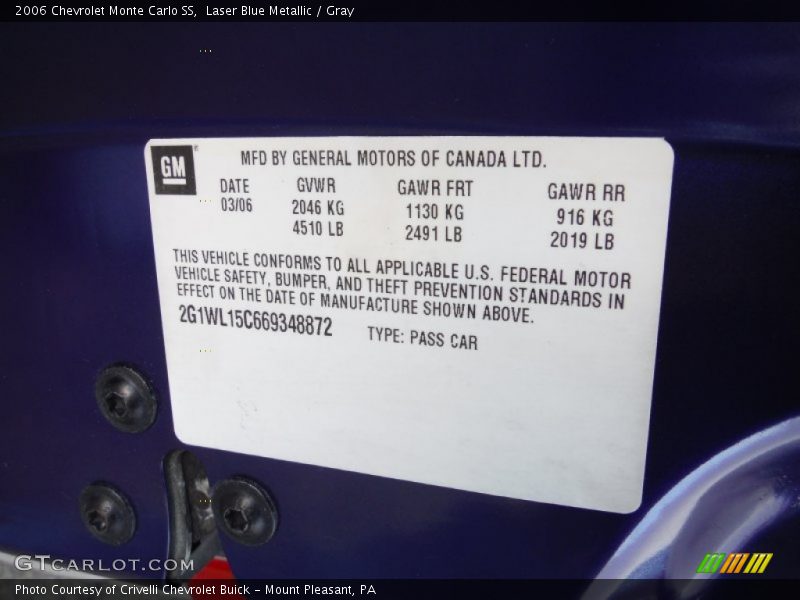 2006 Chevrolet Monte Carlo SS,  Laser Blue Metallic / Gray
GM
MFD BY GENERAL MOTORS OF CANADA LTD.
DATE GVWR GAWR FRT GAWR RR
03/06 2046 KG 1130 KG 916 KG
4510 LB 2491 LB 2019 LB
THIS VEHICLE CONFORMS TO ALL APPLICABLE U.S. FEDERAL MOTOR
VEHICLE SAFETY, BUMPER, AND THEFT PREVENTION STANDARDS IN
EFFECT ON THE DATE OF MANUFACTURE SHOWN ABOVE.
2G1WL15C669348872 TYPE: PASS CAR
GTCARLOT.COM
Photo Courtesy of Crivelli Chevrolet Buick - Mount Pleasant, PA